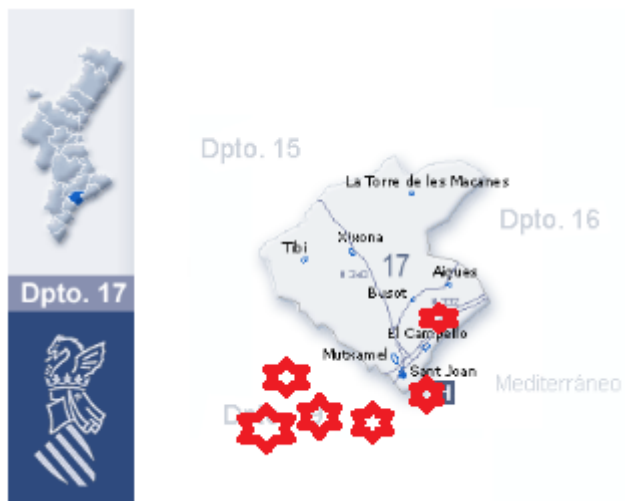 Dpto. 15
La Torre de les Maçanes
Dpto. 16
Xixona
Tibi
17
Aigües
Dpto. 17
Busot
El Campello
Mutxamel
Sant Joan
Mediterráneo
H